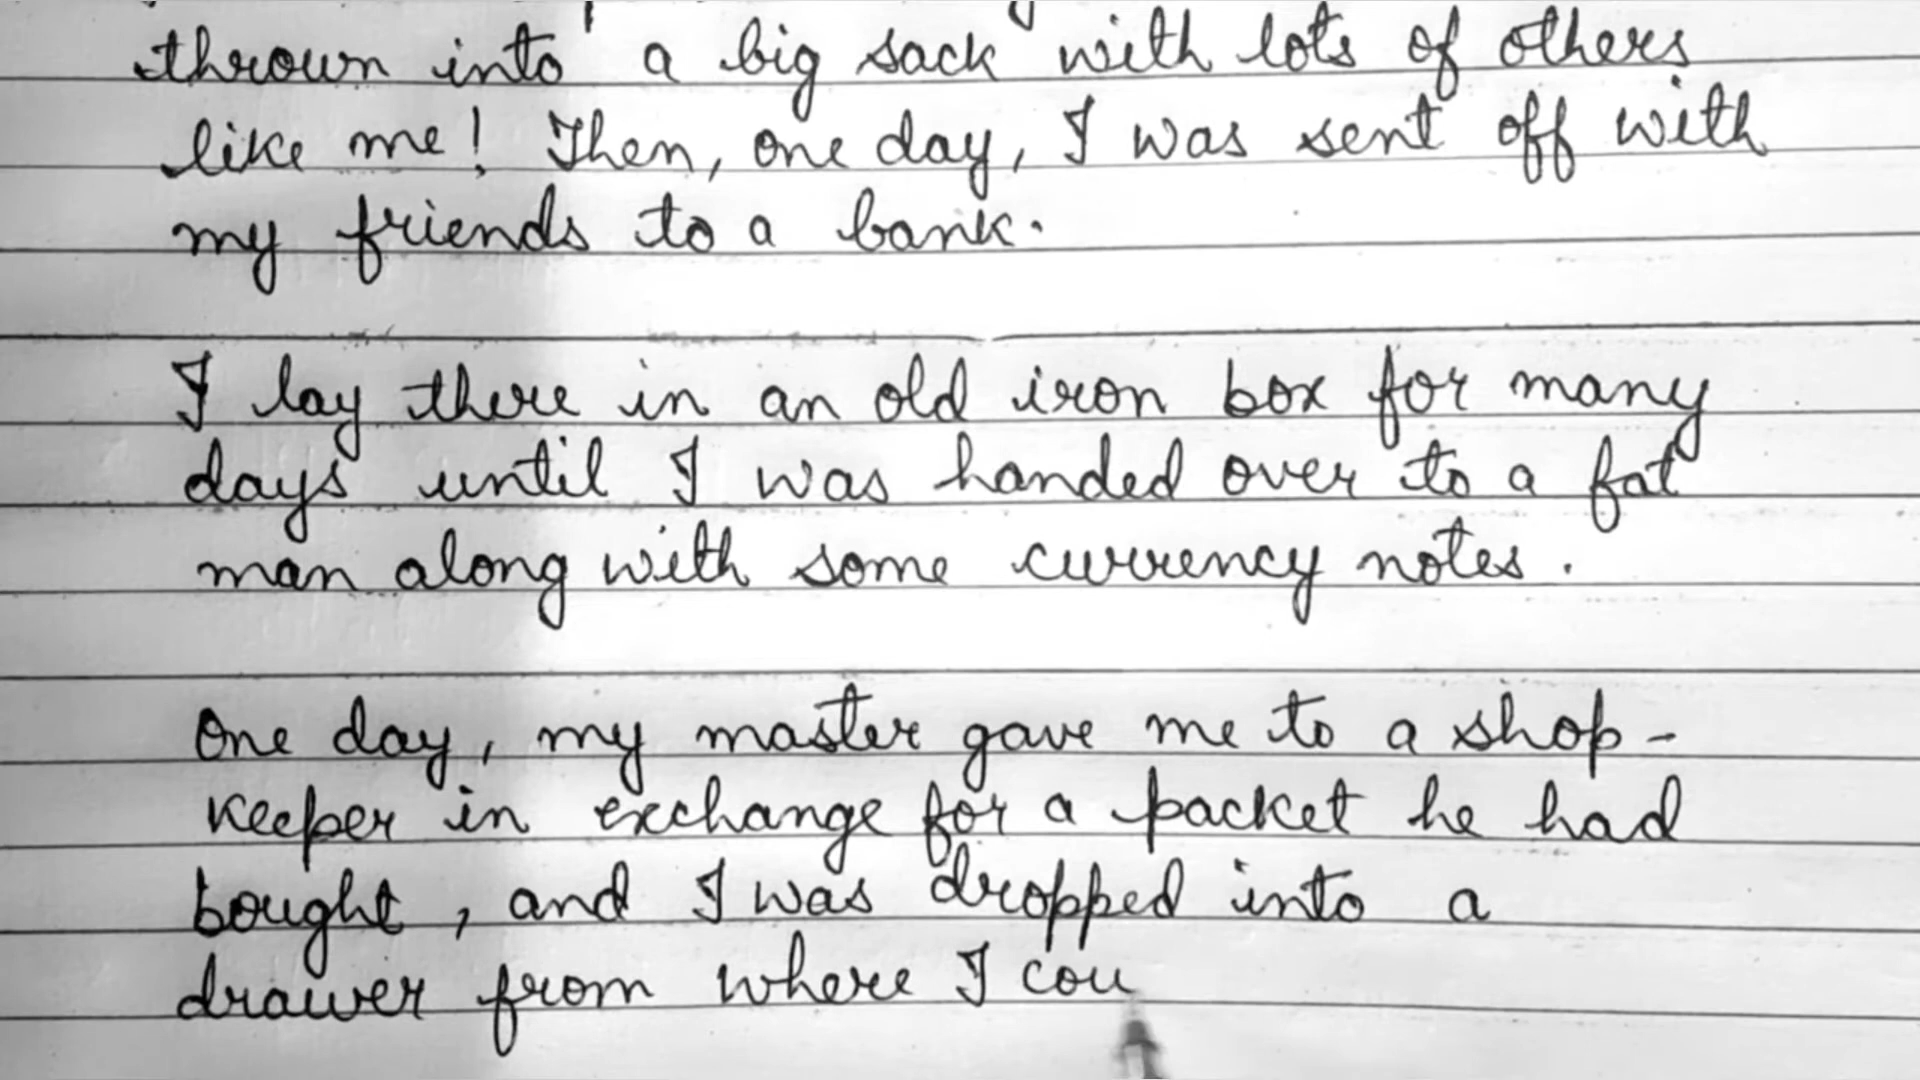 thrown into a big sack with lots of others
like me! Then, one day, I was sent off with
my friends to a bank.
I lay there in an old iron box for many
days until I was handed over to a fat
man along with some currency notes.
One day, my master gave me to a shop-
keeper in exchange for a packet he had
bought, and I was dropped into a
drawer from where I cou